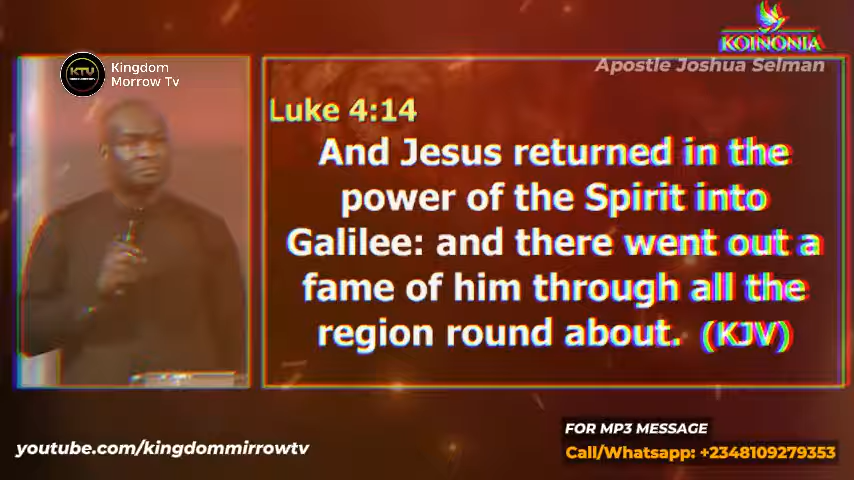 KOINONIA
Apostle Joshua Selman
KTV
Kingdom
Morrow Tv
Luke 4:14
And Jesus returned in the
power of the Spirit into
Galilee: and there went out a
fame of him through all the
region round about. (KJV)
youtube.com/kingdommirrowtv
FOR MP3 MESSAGE
Call/Whatsapp: +2348109279353